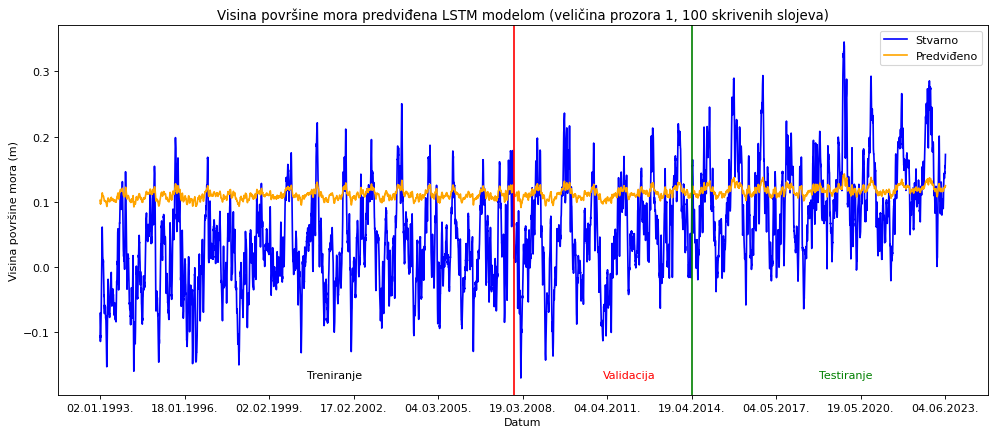 Visina površine mora predviđena LSTM modelom (veličina prozora 1, 100 skrivenih slojeva)
Stvarno
Predviđeno
Visina površine mora (m)
0.3
0.2
0.1
0.0
−0.1
Treniranje
Validacija
Testiranje
02.01.1993.
18.01.1996.
02.02.1999.
17.02.2002.
04.03.2005.
19.03.2008.
04.04.2011.
19.04.2014.
04.05.2017.
19.05.2020.
04.06.2023.
Datum